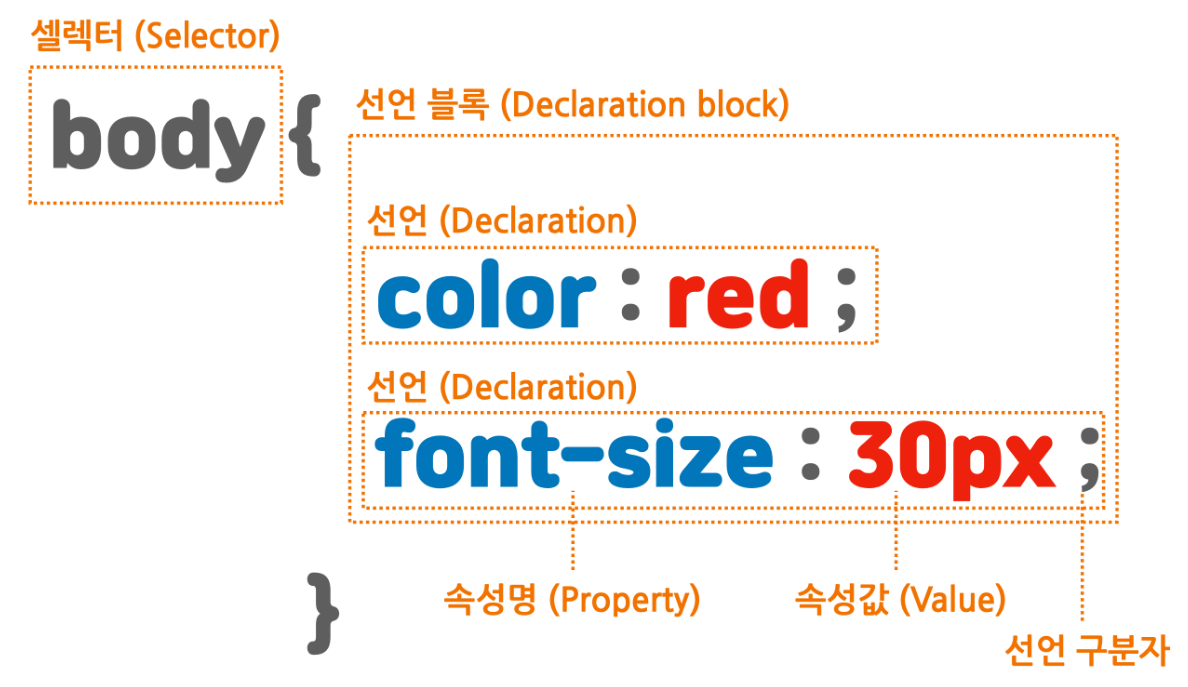 셀렉터 (Selector)
body {
선언 블록 (Declaration block)
선언 (Declaration)
color : red ;
선언 (Declaration)
font-size : 30px ;
속성명 (Property)
속성값 (Value)
선언 구분자
}